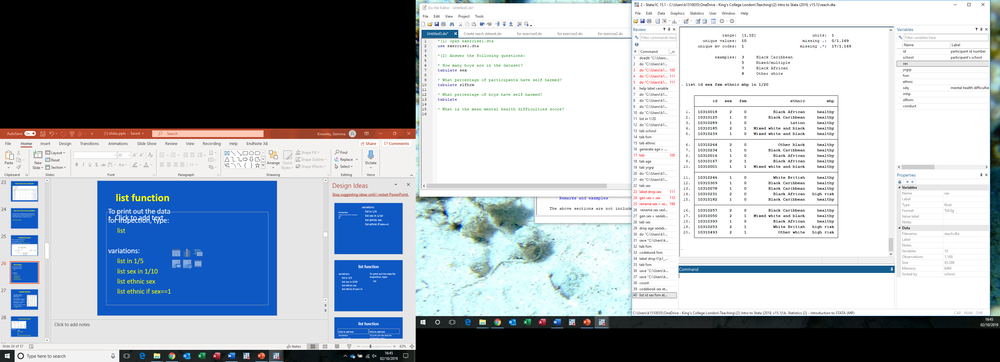 AutoSave On (1) slides.pptx - Saved Search Knowles, Gemma
File Home Insert Design Transitions Animations Slide Show Review View Recording Help EndNote X8 Share Comments
Paste New Slide Layout Reset Section 30 Arrange Quick Styles Shape Fill Shape Outline Shape Effects Find Replace Select Dictate
Clipboard Slides Font Paragraph Drawing Editing Voice
23
24
25
26
27
28
list function
To print out the data
for inspection, type:
• Click to add text
list
variations:
list in 1/5
list sex in 1/10
list ethnic sex
list ethnic if sex==1
Click to add notes
Design Ideas
Stop suggesting ideas until I restart PowerPoint.
variations:
list in 1/5
list sex in 1/10
list ethnic sex
list ethnic if sex==1
list function
variations:
list in 1/5
list sex in 1/10
list ethnic sex
list ethnic if sex==1
To print out the data for
inspection, type:
list
list function
Click to add text Click to add text
variations: To print out the data for
Slide 26 of 57 Notes 62%
Type here to search 16:45
02/10/2019
Do-file Editor - Untitled3.do*
File Edit View Project Tools
Untitled3.do* Create reach dataset.do for exercise4.do for exercise3.do for exercise2.do
1 *(1) open exercise1.dta
2 use exercise1.dta
3
4 *(2) Answer the following questions:
5
6 * How many boys are in the dataset?
7 tabulate sex
8
9 * What percentage of participants have self harmed?
10 tabulate slfhrm
11
12 * What percentage of boys have self harmed?
13 tabulate
14
15 * What is the mean mental health difficulties score?
16
Remarks and examples
The above sections are not include
2 - Stata/IC 15.1 - C:\Users\k1510035\OneDrive - King's College London\Teaching\(2) Intro to Stata (2019, v15.1)\reach.dta
File Edit Data Graphics Statistics User Window Help
Review
Filter commands here
# Command _rc
1 doedit "C:\Users...
2 do "C:\Users\k1...
3 do "C:\Users\k1... 100
4 do "C:\Users\k1... 111
5 do "C:\Users\k1... 111
6 help label variable
7 do "C:\Users\k1...
8 do "C:\Users\k1...
9 do "C:\Users\k1...
10 do "C:\Users\k1...
11 list in 1/20
12 do "C:\Users\k1...
13 tab school
14 tab fsm
15 tab ethnic
16 generate age = ...
17 tab 100
18 tab age
19 tab yrgrp
20 do "C:\Users\k1...
21 do "C:\Users\k1...
22 tab sex
23 label drop sex 111
24 gen sex = sex 110
25 rename sex = se... 198
26 rename sex sexl...
27 gen sex = sexlab...
28 tab sex
29 drop age sexlab...
30 do "C:\Users\k1...
31 save "C:\Users\k1...
32 tab fsm
33 codebook fsm
34 label drop t1p1_...
35 tab fsm
36 save "C:\Users\k...
37 save "C:\Users\k...
38 count
39 codebook sex et...
40 list id sex fsm et...
range: [1,10] units: 1
unique values: 10 missing .: 0/1,169
unique mv codes: 1 missing .*: 17/1,169
examples: 3 Black Caribbean
5 Mixed/multiple
7 Black African
8 Other white
. list id sex fsm ethnic mhp in 1/20
id sex fsm ethnic mhp
1. 10310018 2 0 Black African healthy
2. 10310125 1 0 Black Caribbean healthy
3. 10310289 1 0 Latino healthy
4. 10310185 2 1 Mixed white and black healthy
5. 10310239 1 0 Mixed white and black healthy
6. 10310264 2 0 Other black healthy
7. 10310234 1 0 Black Caribbean healthy
8. 10310016 1 0 Black African healthy
9. 10310167 2 1 Black African healthy
10. 10310001 1 1 Mixed white and black healthy
11. 10310246 1 0 White British healthy
12. 10310309 1 0 Black Caribbean healthy
13. 10310078 1 0 Black Caribbean healthy
14. 10310231 2 0 Black African high risk
15. 10310182 1 0 Black Caribbean healthy
16. 10310257 2 0 Black Caribbean healthy
17. 10310050 2 1 Mixed white and black healthy
18. 10310393 1 0 Black African healthy
19. 10310253 2 1 White British high risk
20. 10310493 2 1 Other white high risk
.
Command
Variables
Filter variables here
Name Label
id participant id number
school participant's school
sex
yrgrp
fsm
ethnic
sdq mental health difficultie
mhp
slfhrm
conduct
Properties
Variables
Name sex
Label
Type float
Format %9.0g
Value label
Notes
Data
Filename reach.dta
Label
Notes
Variables 10
Observations 1,169
Size 43.38K
Memory 64M
Sorted by school
C:\Users\k1510035\OneDrive - King's College London\Teaching\(2) Intro to Stata (2019, v15.1)\b. Statistics (2) - Introduction to STATA (MP) CAP NUM OVR
16:45
02/10/2019